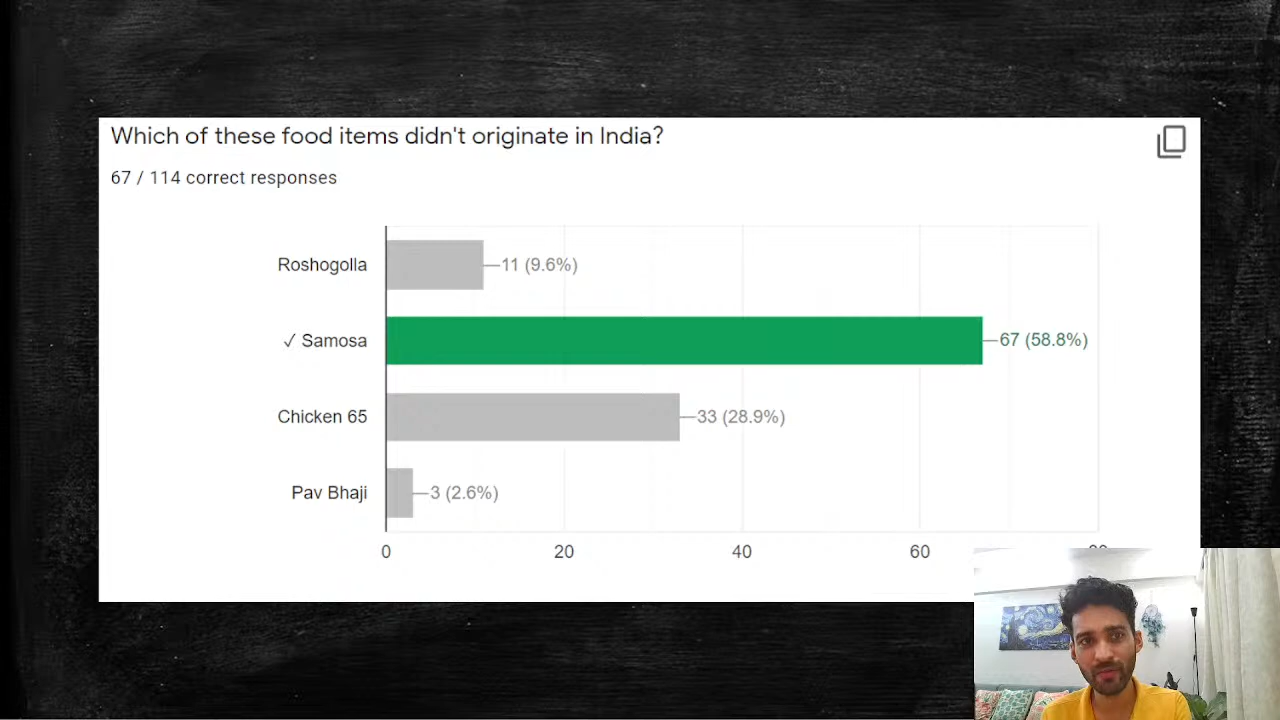 Which of these food items didn't originate in India?
67 / 114 correct responses
Roshogolla 11 (9.6%)
✓ Samosa 67 (58.8%)
Chicken 65 33 (28.9%)
Pav Bhaji 3 (2.6%)
0 20 40 60